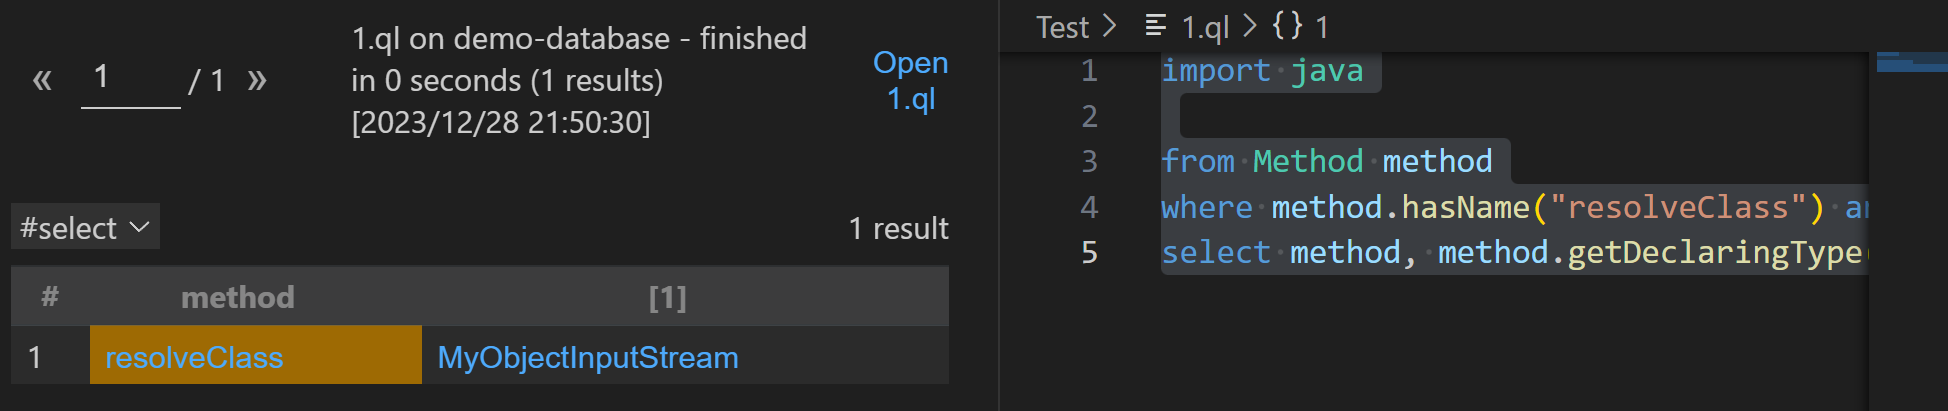 « 1 / 1 »
1.ql on demo-database - finished
in 0 seconds (1 results)
[2023/12/28 21:50:30]
Open
1.ql
#select
1 result
# method [1]
1 resolveClass MyObjectInputStream
Test > 1.ql > {} 1
1 import java
2
3 from Method method
4 where method.hasName("resolveClass")
5 select method, method.getDeclaringType(